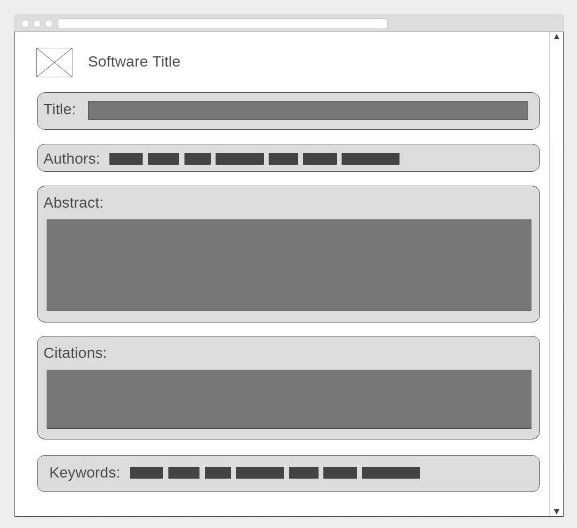 Software Title
Title:
Authors:
Abstract:
Citations:
Keywords: